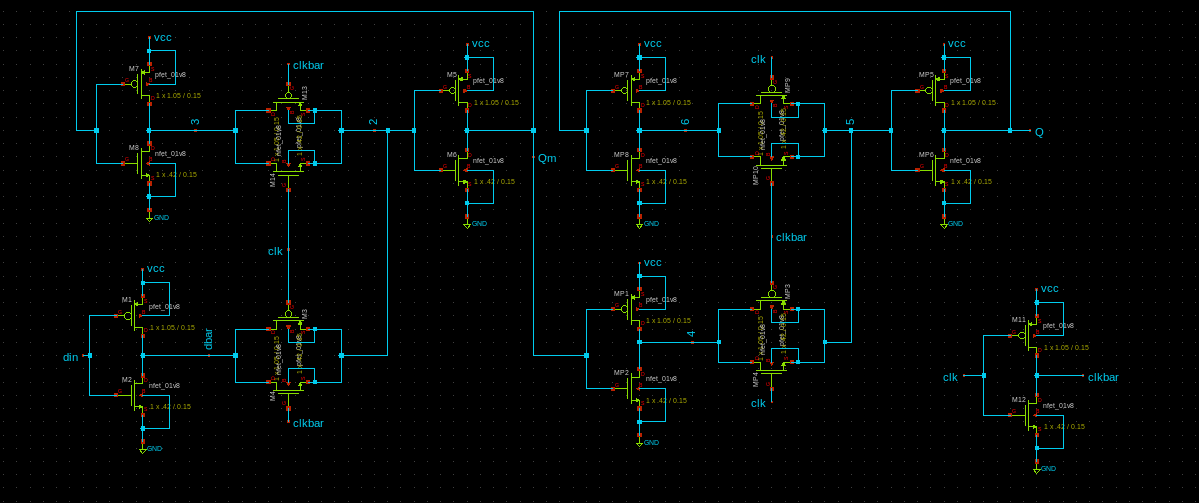 vcc
M7
pfet_01v8
1 x 1.05 / 0.15
M8
nfet_01v8
1 x .42 / 0.15
GND
3
clkbar
M13
M14
clk
2
vcc
M5
pfet_01v8
1 x 1.05 / 0.15
M6
nfet_01v8
1 x .42 / 0.15
GND
Qm
vcc
MP7
pfet_01v8
1 x 1.05 / 0.15
MP8
nfet_01v8
1 x .42 / 0.15
GND
6
clk
MP9
MP10
clkbar
5
vcc
MP5
pfet_01v8
1 x 1.05 / 0.15
MP6
nfet_01v8
1 x .42 / 0.15
GND
Q
vcc
M1
pfet_01v8
1 x 1.05 / 0.15
din
M2
nfet_01v8
1 x .42 / 0.15
GND
dbar
M3
M4
clkbar
vcc
MP1
pfet_01v8
1 x 1.05 / 0.15
MP2
nfet_01v8
1 x .42 / 0.15
GND
4
MP3
MP4
clk
vcc
M11
pfet_01v8
1 x 1.05 / 0.15
clk
clkbar
M12
nfet_01v8
1 x .42 / 0.15
GND